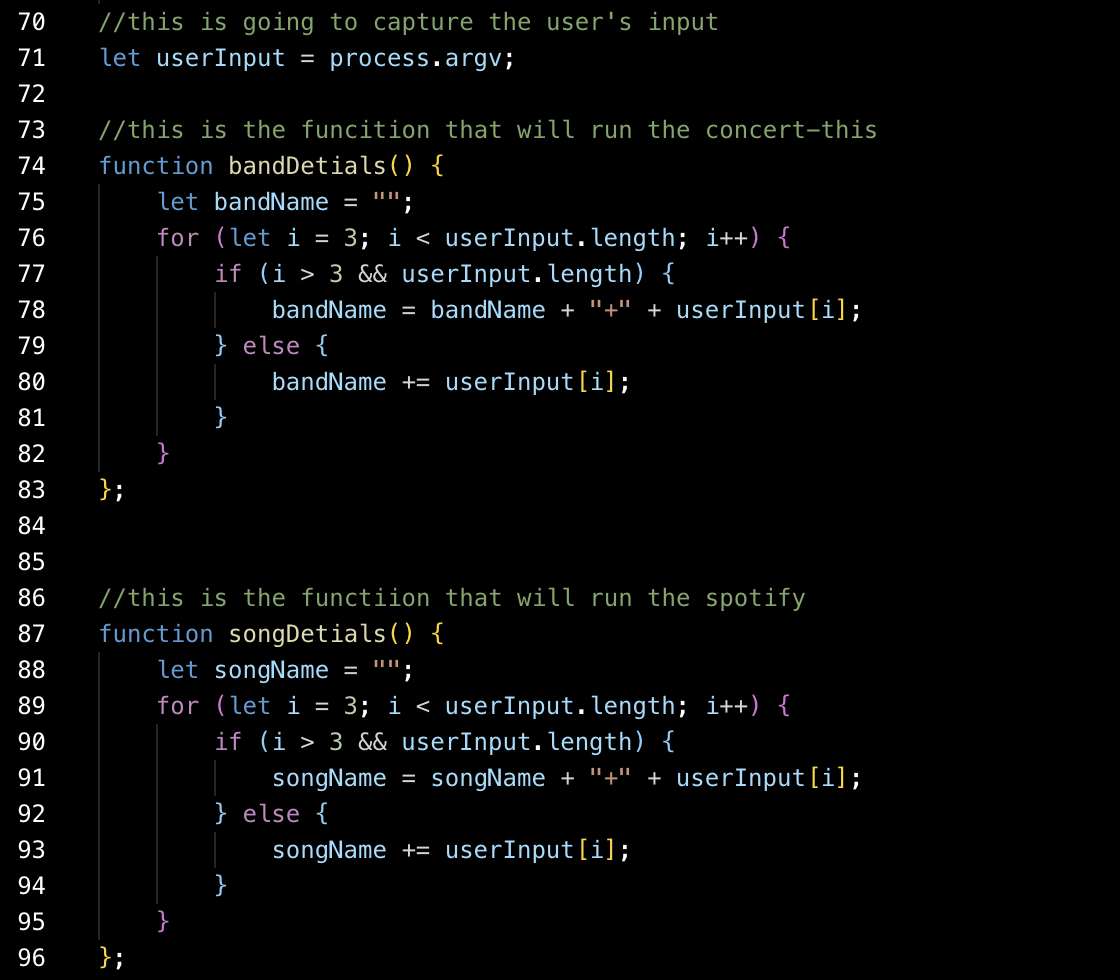 70 //this is going to capture the user's input
71 let userInput = process.argv;
72
73 //this is the funcition that will run the concert-this
74 function bandDetials() {
75     let bandName = "";
76     for (let i = 3; i < userInput.length; i++) {
77         if (i > 3 && userInput.length) {
78             bandName = bandName + "+" + userInput[i];
79         } else {
80             bandName += userInput[i];
81         }
82     }
83 };
84
85
86 //this is the functiion that will run the spotify
87 function songDetials() {
88     let songName = "";
89     for (let i = 3; i < userInput.length; i++) {
90         if (i > 3 && userInput.length) {
91             songName = songName + "+" + userInput[i];
92         } else {
93             songName += userInput[i];
94         }
95     }
96 };